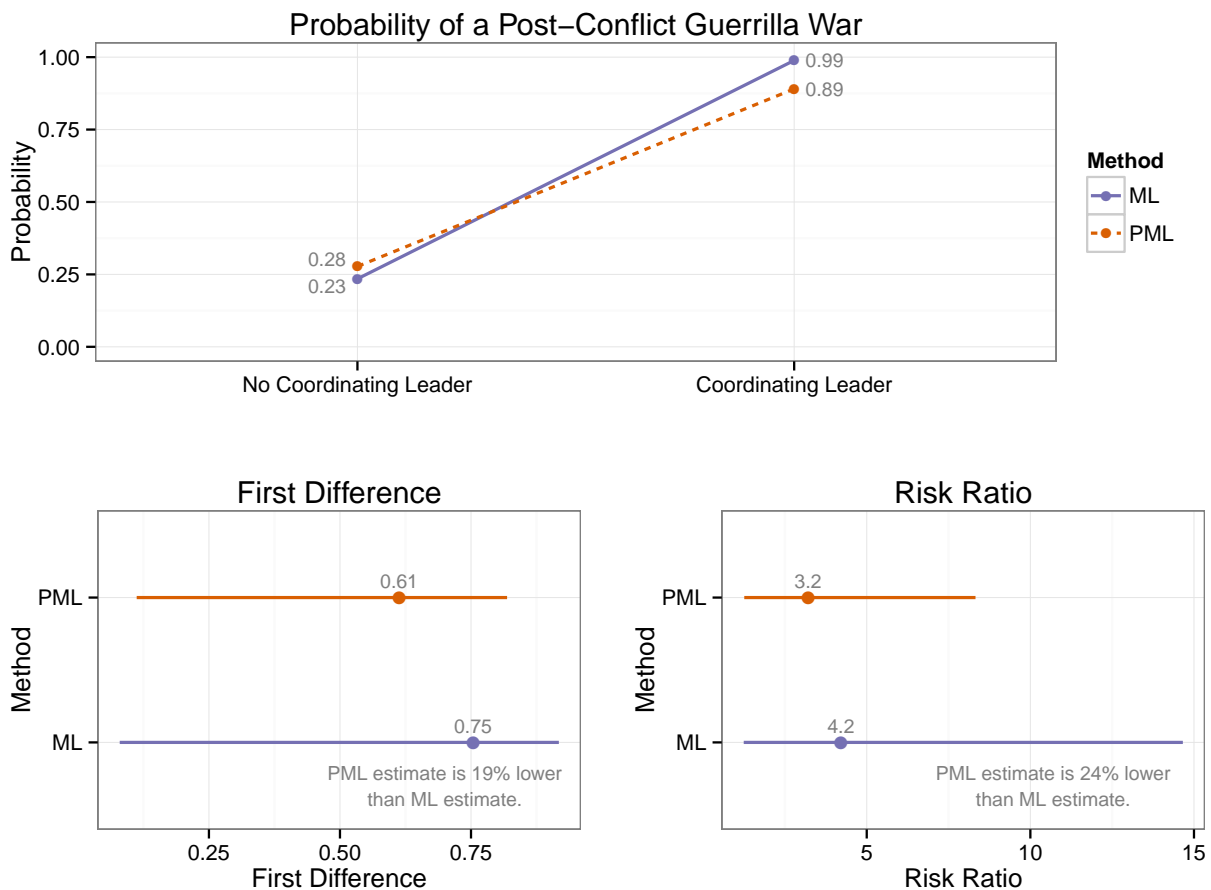 Probability of a Post−Conflict Guerrilla War
1.00
0.75
0.50
0.25
0.00
Probability
0.99
0.89
0.28
0.23
No Coordinating Leader
Coordinating Leader
Method
ML
PML
First Difference
PML
ML
Method
0.61
0.75
PML estimate is 19% lower
than ML estimate.
0.25
0.50
0.75
First Difference
Risk Ratio
PML
ML
Method
3.2
4.2
PML estimate is 24% lower
than ML estimate.
5
10
15
Risk Ratio